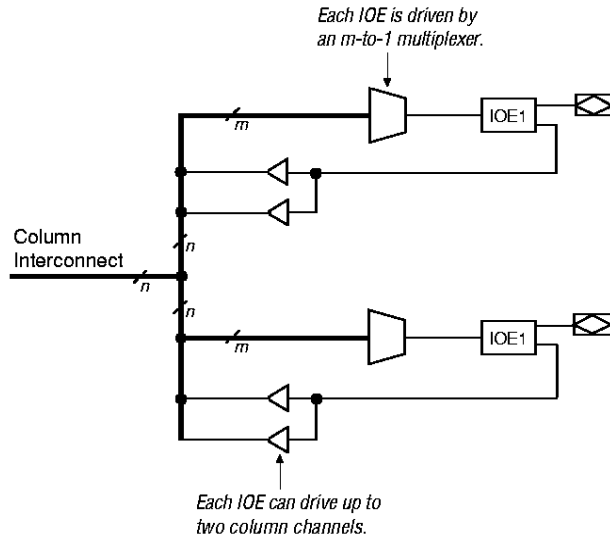 Each IOE is driven by
an m-to-1 multiplexer.
m
IOE1
n
Column
Interconnect
n
n
m
IOE1
Each IOE can drive up to
two column channels.